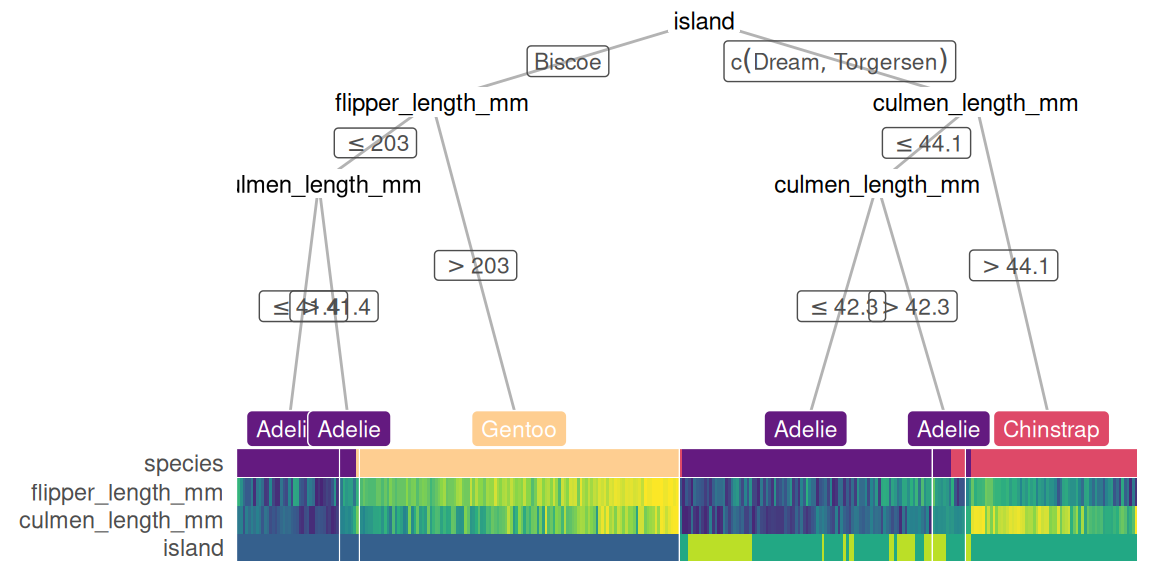 island
Biscoe
c(Dream, Torgersen)
flipper_length_mm
culmen_length_mm
≤ 203
≤ 44.1
ulmen_length_mm
culmen_length_mm
> 203
> 44.1
≤ 41.4
> 41.4
≤ 42.3
> 42.3
Adeli
Adelie
Gentoo
Adelie
Adelie
Chinstrap
species
flipper_length_mm
culmen_length_mm
island